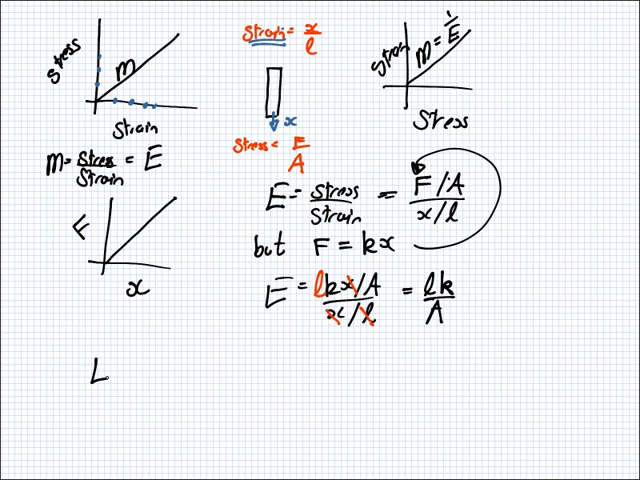 Stress
m
Strain
m = Stress/Strain = E
F
x
Strain = x/l
x
Stress = F/A
Strain
m = 1/E
Stress
E = Stress/Strain = F/A / x/l
but F = kx
E = lkx/A / x/l = lk/A
L